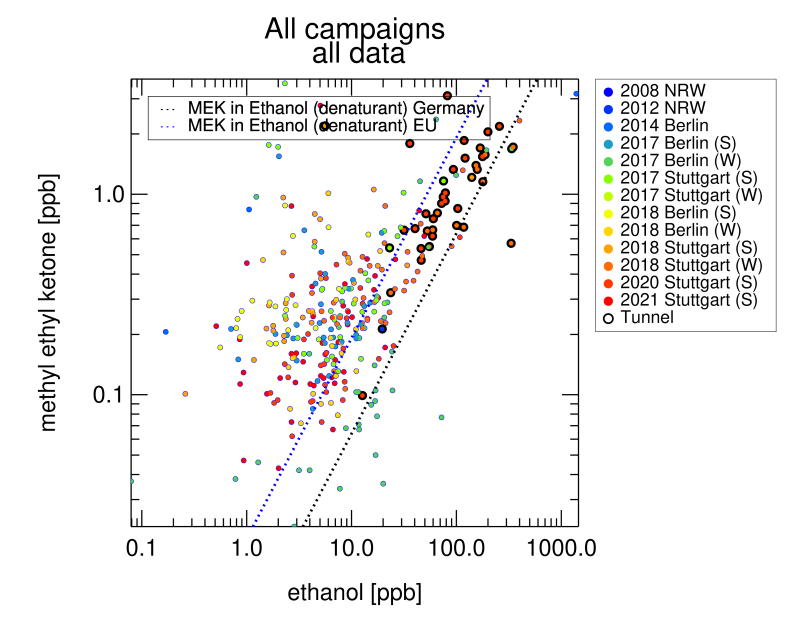 All campaigns
all data
MEK in Ethanol (denaturant) Germany
MEK in Ethanol (denaturant) EU
2008 NRW
2012 NRW
2014 Berlin
2017 Berlin (S)
2017 Berlin (W)
2017 Stuttgart (S)
2017 Stuttgart (W)
2018 Berlin (S)
2018 Berlin (W)
2018 Stuttgart (S)
2018 Stuttgart (W)
2020 Stuttgart (S)
2021 Stuttgart (S)
Tunnel
methyl ethyl ketone [ppb]
1.0
0.1
0.1 1.0 10.0 100.0 1000.0
ethanol [ppb]